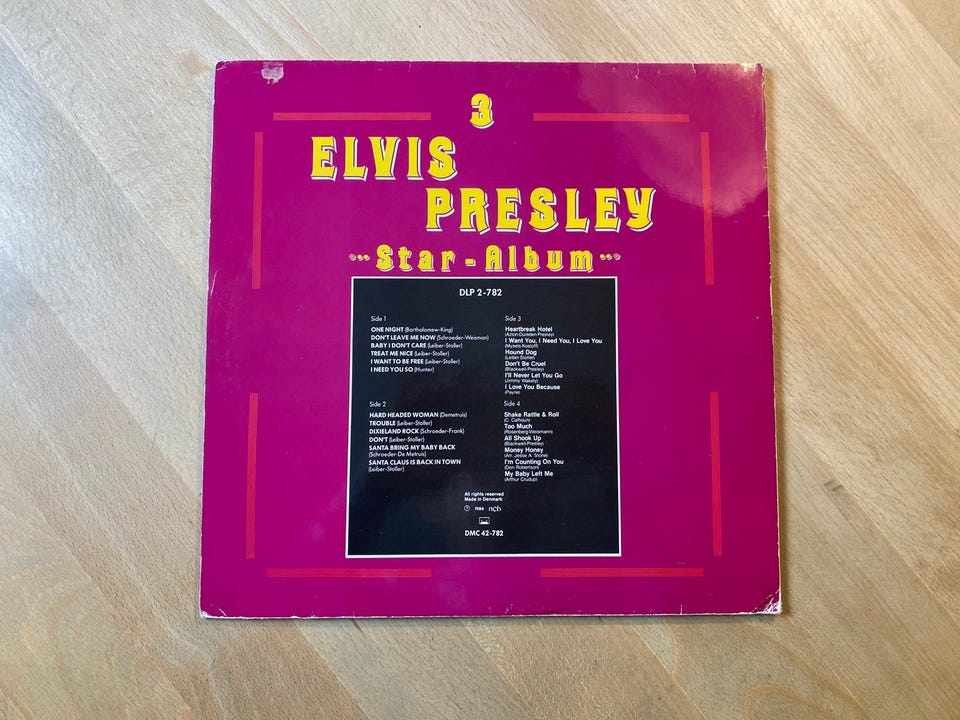 3
ELVIS
PRESLEY
Star-Album
DLP 2-782
Side 1
ONE NIGHT (Bartholomew-King)
DON'T LEAVE ME NOW (Schroeder-Weisman)
BABY I DON'T CARE (Leiber-Stoller)
TREAT ME NICE (Leiber-Stoller)
I WANT TO BE FREE (Leiber-Stoller)
I NEED YOU SO (Hunter)
Side 2
HARD HEADED WOMAN (Demetruis)
TROUBLE (Leiber-Stoller)
DIXIELAND ROCK (Schroeder-Frank)
DON'T (Leiber-Stoller)
SANTA BRING MY BABY BACK
(Schroeder-De Metruis)
SANTA CLAUS IS BACK IN TOWN
(Leiber-Stoller)
Side 3
Heartbreak Hotel
(Axton-Dureden-Presley)
I Want You, I Need You, I Love You
(Mysels Kosloff)
Hound Dog
(Leiber-Stoller)
Don't Be Cruel
(Blackwell-Presley)
I'll Never Let You Go
(Jimmy Wakely)
I Love You Because
(Payne)
Side 4
Shake Rattle & Roll
(C. Calhoun)
Too Much
(Rosenberg-Weismann)
All Shook Up
(Blackwell-Presley)
Money Honey
(Arr. Jesse A. Stone)
I'm Counting On You
(Don Robertson)
My Baby Left Me
(Arthur Crudup)
All rights reserved
Made in Denmark
Ⓟ 1984 ncb
DMC 42-782